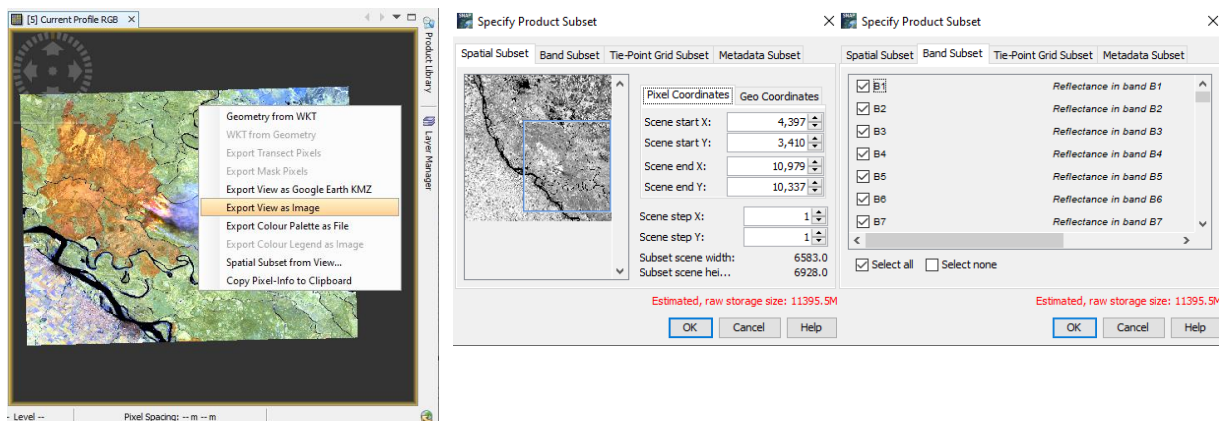 [5] Current Profile RGB
Product Library
Layer Manager
Geometry from WKT
WKT from Geometry
Export Transect Pixels
Export Mask Pixels
Export View as Google Earth KMZ
Export View as Image
Export Colour Palette as File
Export Colour Legend as Image
Spatial Subset from View...
Copy Pixel-Info to Clipboard
- Level --
Pixel Spacing: -- m -- m
Specify Product Subset
Spatial Subset Band Subset Tie-Point Grid Subset Metadata Subset
Pixel Coordinates Geo Coordinates
Scene start X: 4,397
Scene start Y: 3,410
Scene end X: 10,979
Scene end Y: 10,337
Scene step X: 1
Scene step Y: 1
Subset scene width: 6583.0
Subset scene hei... 6928.0
Estimated, raw storage size: 11395.5M
OK Cancel Help
Specify Product Subset
Spatial Subset Band Subset Tie-Point Grid Subset Metadata Subset
B1 Reflectance in band B1
B2 Reflectance in band B2
B3 Reflectance in band B3
B4 Reflectance in band B4
B5 Reflectance in band B5
B6 Reflectance in band B6
B7 Reflectance in band B7
Select all Select none
Estimated, raw storage size: 11395.5M
OK Cancel Help